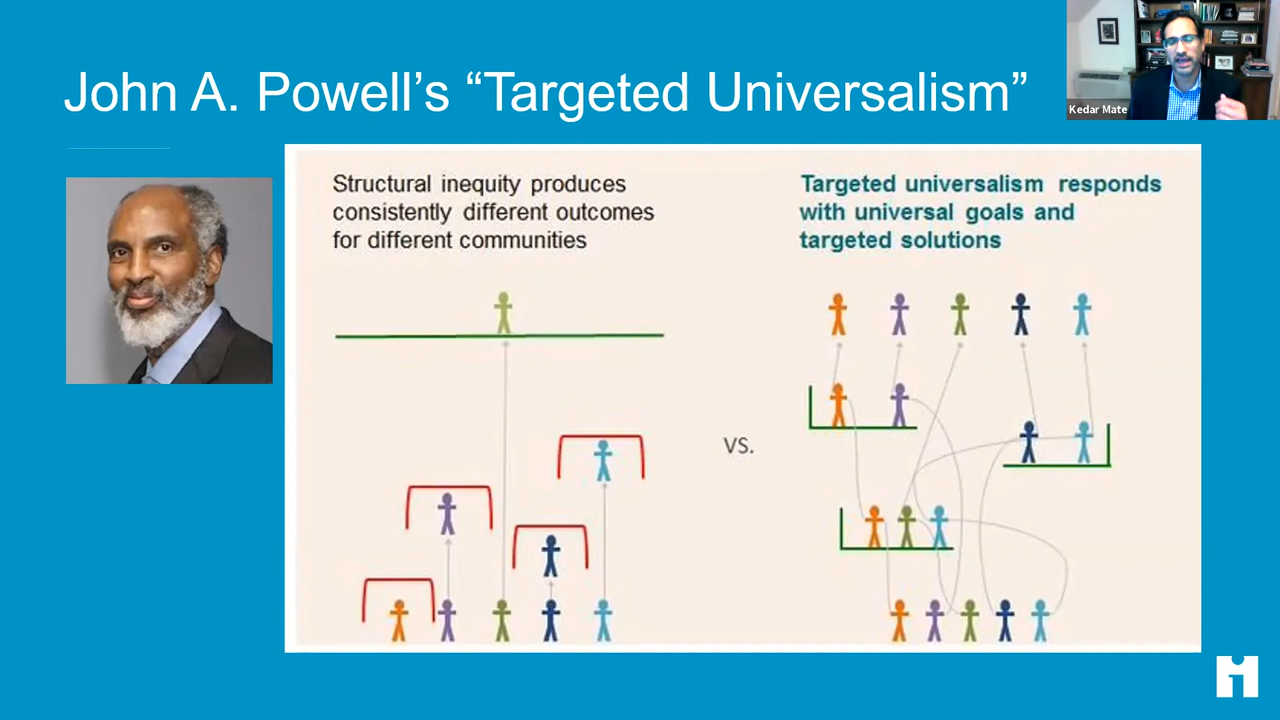 John A. Powell’s “Targeted Universalism”
Kedar Mate
Structural inequity produces
consistently different outcomes
for different communities
Targeted universalism responds
with universal goals and
targeted solutions
VS.